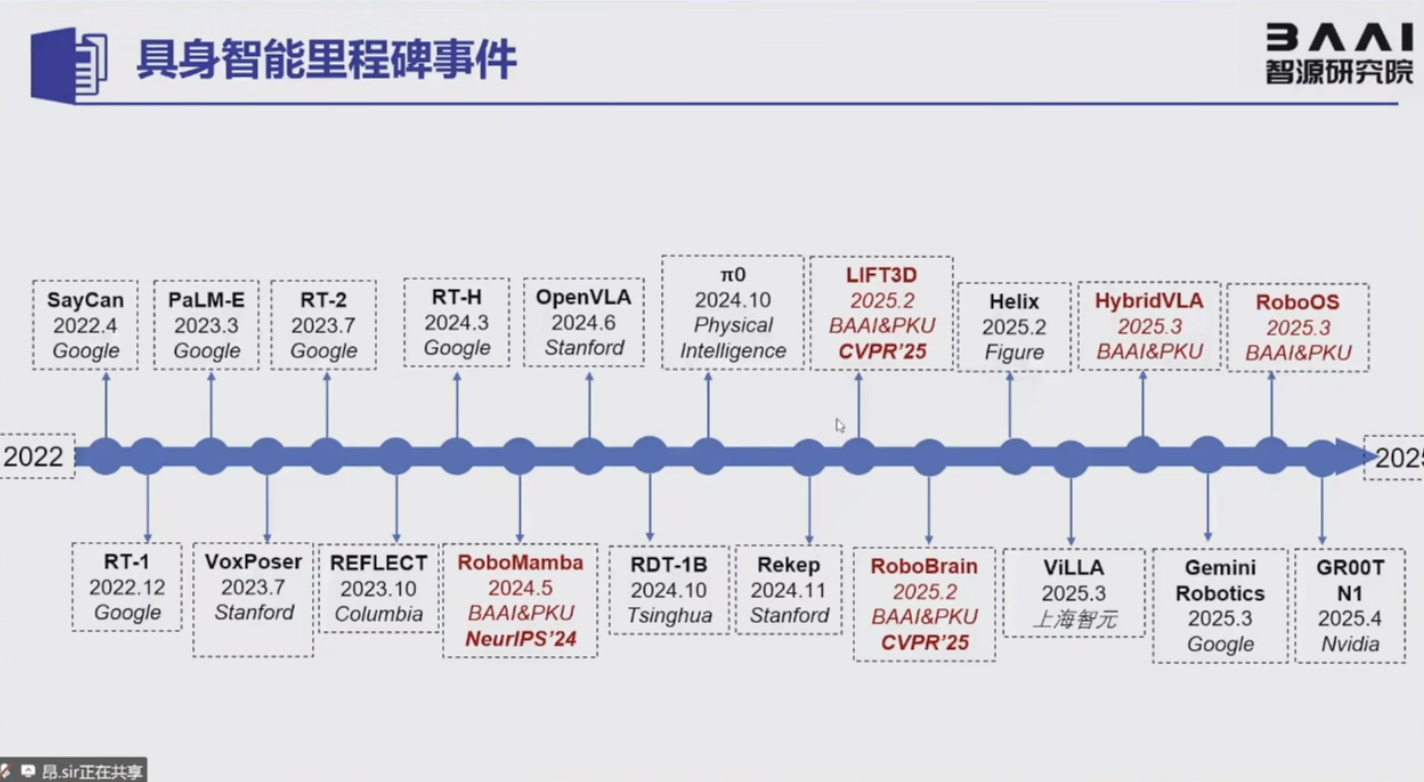 具身智能里程碑事件
BAAI
智源研究院
SayCan
2022.4
Google
PaLM-E
2023.3
Google
RT-2
2023.7
Google
RT-H
2024.3
Google
OpenVLA
2024.6
Stanford
π0
2024.10
Physical
Intelligence
LIFT3D
2025.2
BAAI&PKU
CVPR'25
Helix
2025.2
Figure
HybridVLA
2025.3
BAAI&PKU
RoboOS
2025.3
BAAI&PKU
2022
2025
RT-1
2022.12
Google
VoxPoser
2023.7
Stanford
REFLECT
2023.10
Columbia
RoboMamba
2024.5
BAAI&PKU
NeurIPS'24
RDT-1B
2024.10
Tsinghua
Rekep
2024.11
Stanford
RoboBrain
2025.2
BAAI&PKU
CVPR'25
ViLLA
2025.3
上海智元
Gemini
Robotics
2025.3
Google
GR00T
N1
2025.4
Nvidia
昂.sir正在共享